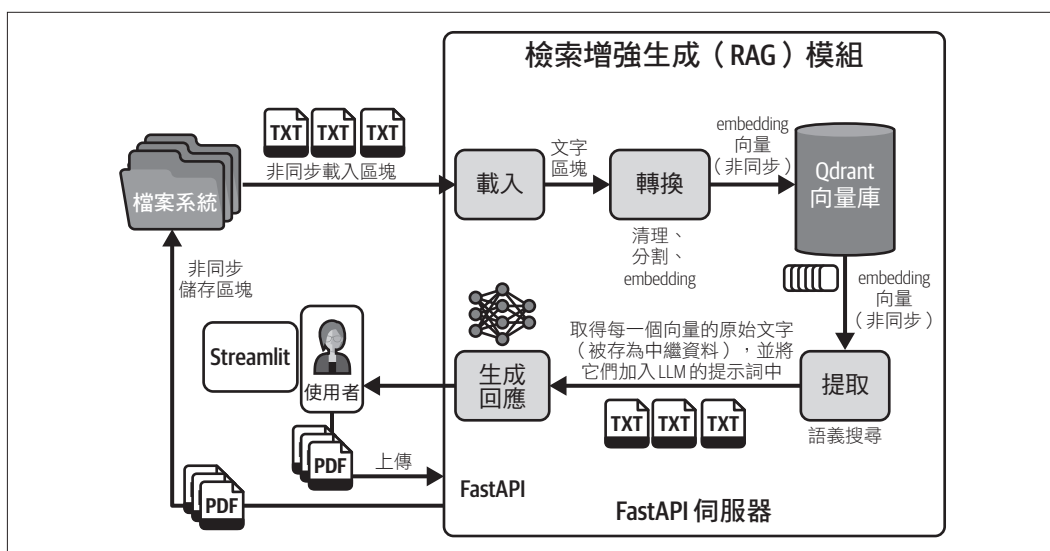 檢索增強生成（RAG）模組
TXT TXT TXT
非同步載入區塊
檔案系統
載入
文字
區塊
轉換
清理、
分割、
embedding
embedding
向量
（非同步）
Qdrant
向量庫
embedding
向量
（非同步）
提取
語義搜尋
取得每一個向量的原始文字
（被存為中繼資料），並將
它們加入 LLM 的提示詞中
TXT TXT TXT
生成
回應
非同步
儲存區塊
Streamlit
使用者
PDF
上傳
PDF
FastAPI
FastAPI 伺服器